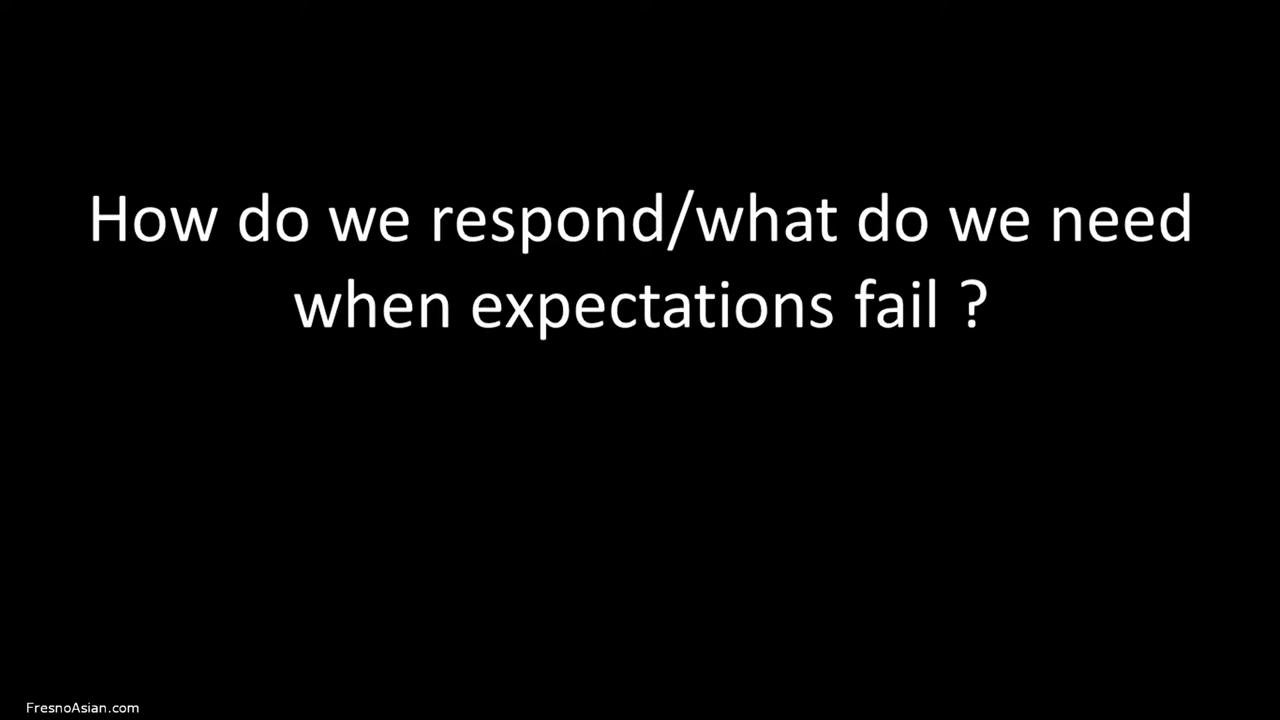 How do we respond/what do we need
when expectations fail ?
FresnoAsian.com